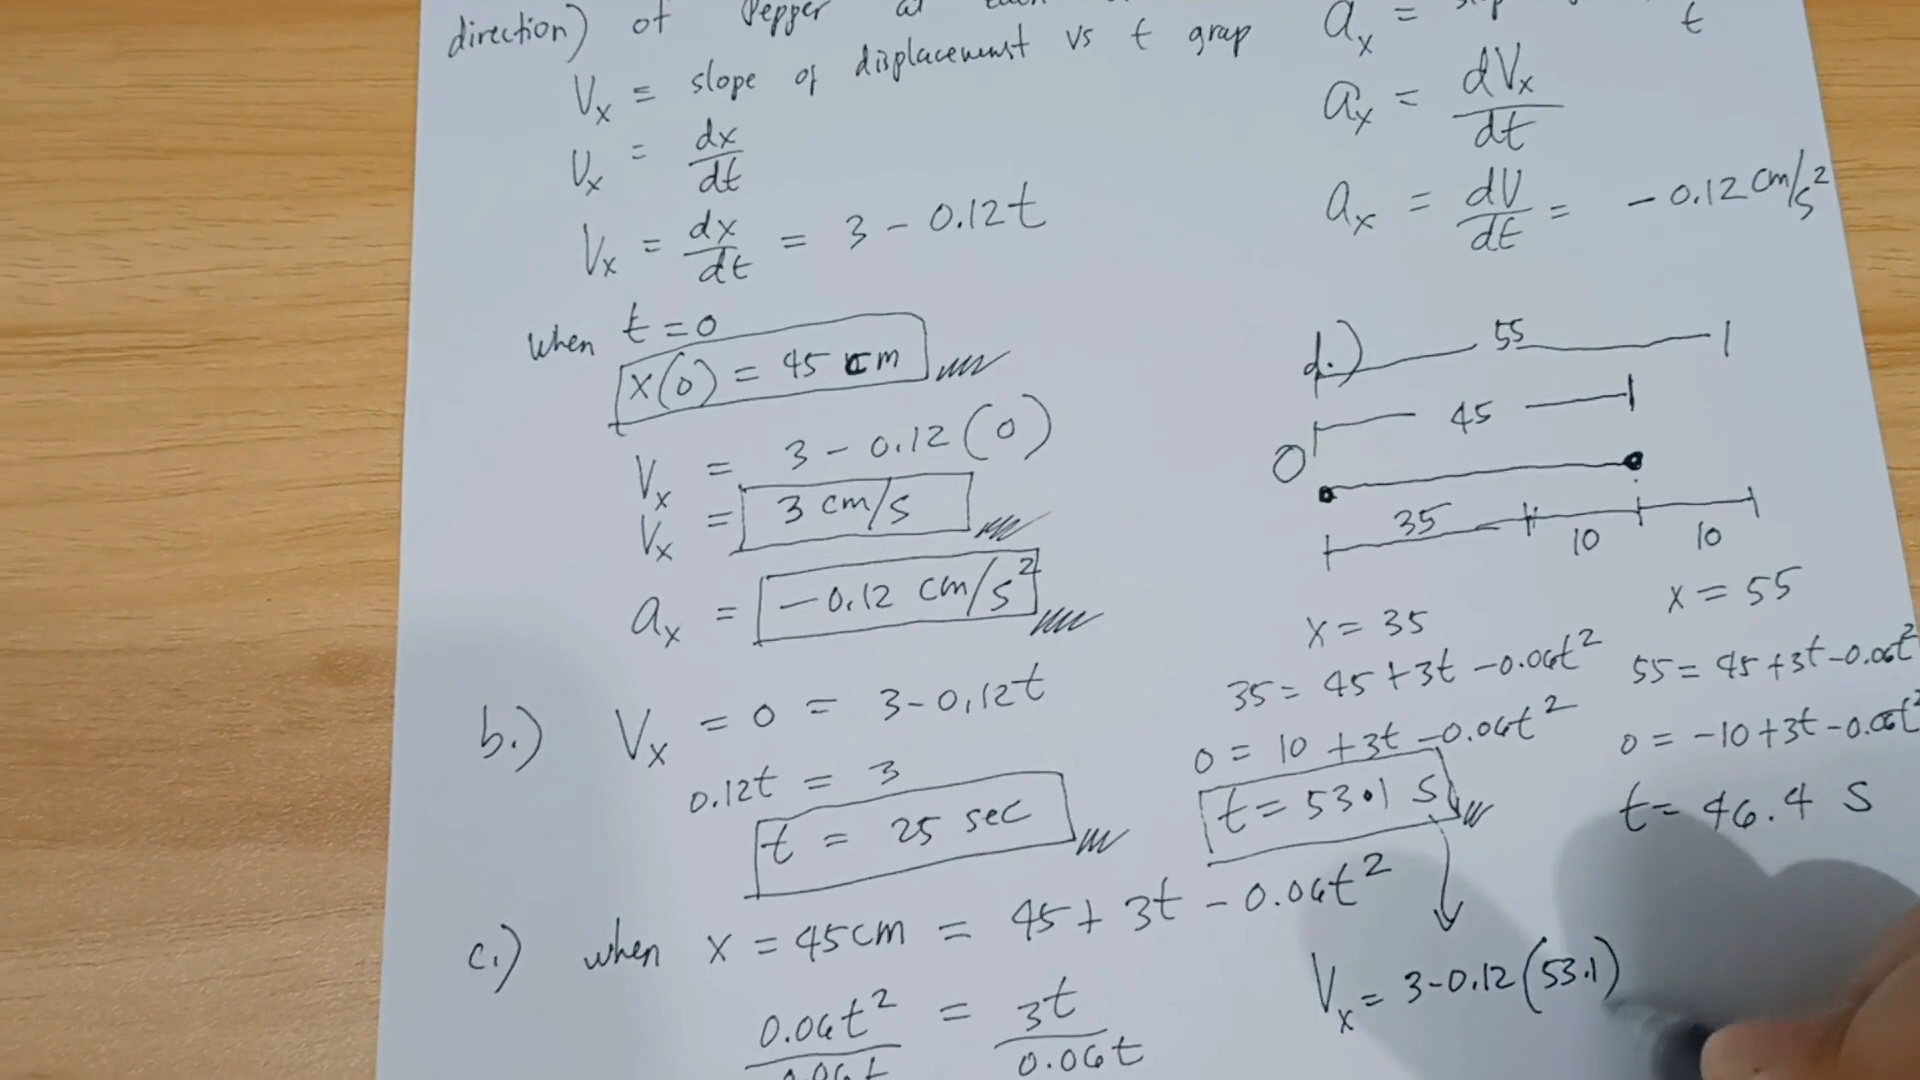 direction) of Pepper at each
Vx = slope of displacement vs t grap
Vx = dx/dt
Vx = dx/dt = 3 - 0.12t
when t = 0
x(0) = 45 cm
Vx = 3 - 0.12(0)
Vx = 3 cm/s
ax = -0.12 cm/s²
b.) Vx = 0 = 3 - 0.12t
0.12t = 3
t = 25 sec
c.) when x = 45cm = 45 + 3t - 0.06t²
0.06t²/0.06t = 3t/0.06t
ax = t
ax = dVx/dt
ax = dV/dt = -0.12 cm/s²
d.) 55
45
O
35 10 10
x = 35
35 = 45 + 3t - 0.06t²
0 = 10 + 3t - 0.06t²
t = 53.1 s
Vx = 3 - 0.12(53.1)
x = 55
55 = 45 + 3t - 0.06t²
0 = -10 + 3t - 0.06t²
t = 46.4 s